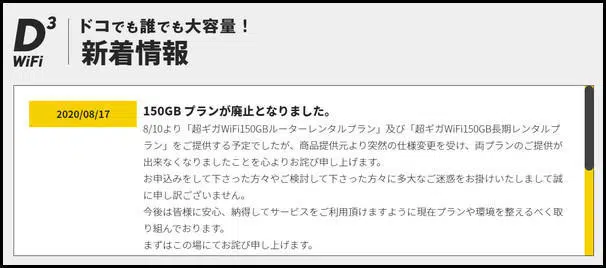 D3
WiFi
ドコでも誰でも大容量！
新着情報
2020/08/17
150GB プランが廃止となりました。
8/10より「超ギガWiFi150GBルーターレンタルプラン」及び「超ギガWiFi150GB長期レンタルプ
ラン」をご提供する予定でしたが、商品提供元より突然の仕様変更を受け、両プランのご提供が
出来なくなりましたことを心よりお詫び申し上げます。
お申込みをして下さった方々やご検討して下さった方々に多大なご迷惑をお掛けいたしまして誠
に申し訳ございません。
今後は皆様に安心、納得してサービスをご利用頂けますように現在プランや環境を整えるべく取
り組んでおります。
まずはこの場にてお詫び申し上げます。